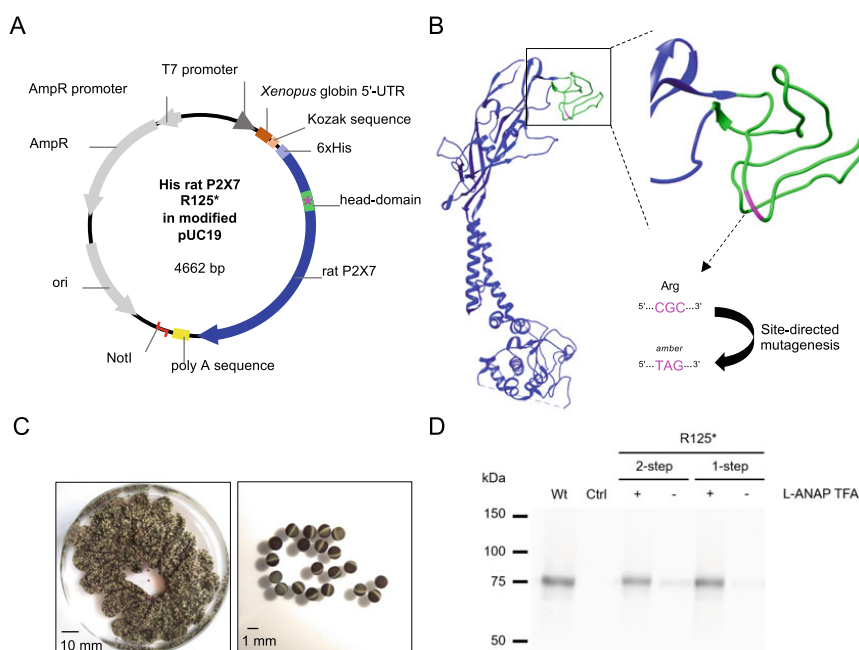 A
AmpR promoter
T7 promoter
Xenopus globin 5'-UTR
Kozak sequence
AmpR
6xHis
His rat P2X7
R125*
in modified
pUC19
4662 bp
head-domain
ori
rat P2X7
NotI
poly A sequence
B
Arg
5'...CGC...3'
Site-directed
mutagenesis
amber
5'...TAG...3'
C
10 mm
1 mm
D
R125*
2-step 1-step
kDa
Wt Ctrl + - + - L-ANAP TFA
150
100
75
50